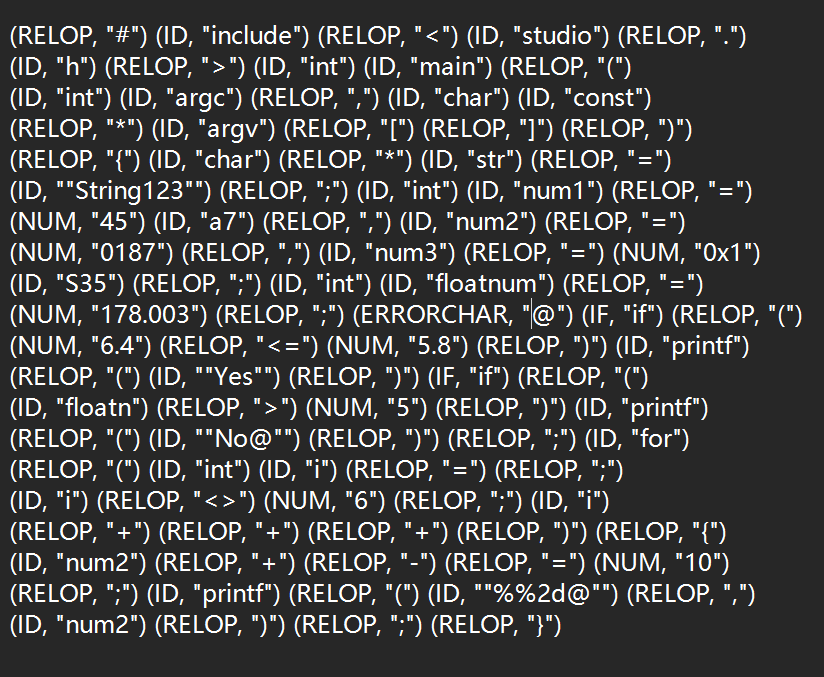 (RELOP, "#") (ID, "include") (RELOP, "<") (ID, "studio") (RELOP, ".")
(ID, "h") (RELOP, ">") (ID, "int") (ID, "main") (RELOP, "(")
(ID, "int") (ID, "argc") (RELOP, ",") (ID, "char") (ID, "const")
(RELOP, "*") (ID, "argv") (RELOP, "[") (RELOP, "]") (RELOP, ")")
(RELOP, "{") (ID, "char") (RELOP, "*") (ID, "str") (RELOP, "=")
(ID, ""String123"") (RELOP, ";") (ID, "int") (ID, "num1") (RELOP, "=")
(NUM, "45") (ID, "a7") (RELOP, ",") (ID, "num2") (RELOP, "=")
(NUM, "0187") (RELOP, ",") (ID, "num3") (RELOP, "=") (NUM, "0x1")
(ID, "S35") (RELOP, ";") (ID, "int") (ID, "floatnum") (RELOP, "=")
(NUM, "178.003") (RELOP, ";") (ERRORCHAR, "@") (IF, "if") (RELOP, "(")
(NUM, "6.4") (RELOP, "<=") (NUM, "5.8") (RELOP, ")") (ID, "printf")
(RELOP, "(") (ID, ""Yes"") (RELOP, ")") (IF, "if") (RELOP, "(")
(ID, "floatn") (RELOP, ">") (NUM, "5") (RELOP, ")") (ID, "printf")
(RELOP, "(") (ID, ""No@"") (RELOP, ")") (RELOP, ";") (ID, "for")
(RELOP, "(") (ID, "int") (ID, "i") (RELOP, "=") (RELOP, ";")
(ID, "i") (RELOP, "<>") (NUM, "6") (RELOP, ";") (ID, "i")
(RELOP, "+") (RELOP, "+") (RELOP, "+") (RELOP, ")") (RELOP, "{")
(ID, "num2") (RELOP, "+") (RELOP, "-") (RELOP, "=") (NUM, "10")
(RELOP, ";") (ID, "printf") (RELOP, "(") (ID, ""%%2d@"") (RELOP, ",")
(ID, "num2") (RELOP, ")") (RELOP, ";") (RELOP, "}")